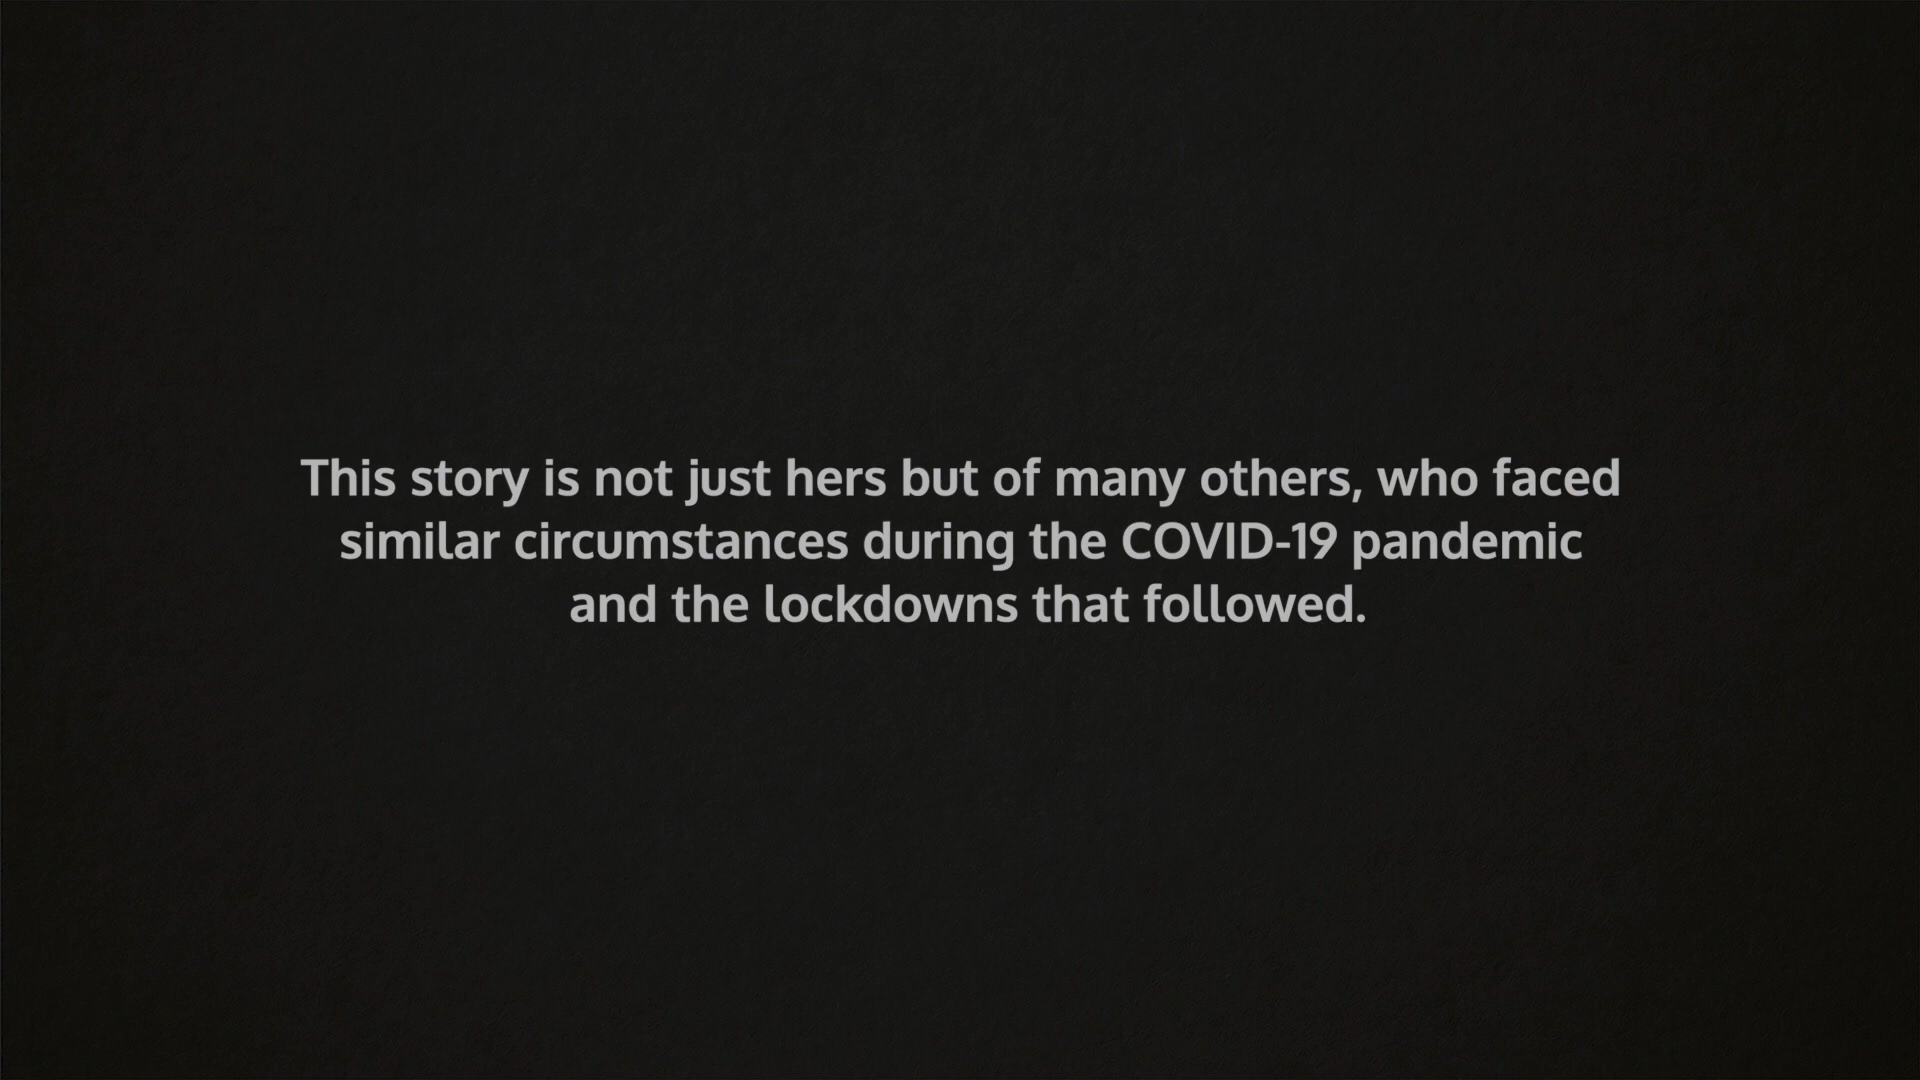 This story is not just hers but of many others, who faced
similar circumstances during the COVID-19 pandemic
and the lockdowns that followed.